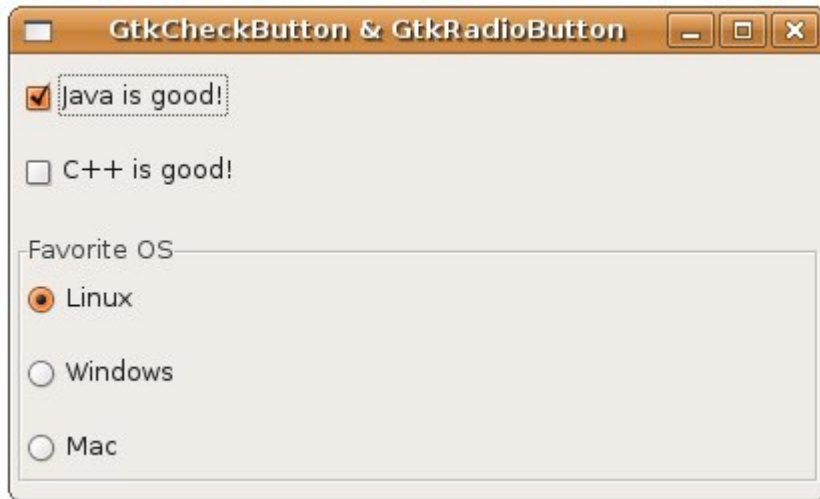 GtkCheckButton & GtkRadioButton
Java is good!
C++ is good!
Favorite OS
Linux
Windows
Mac